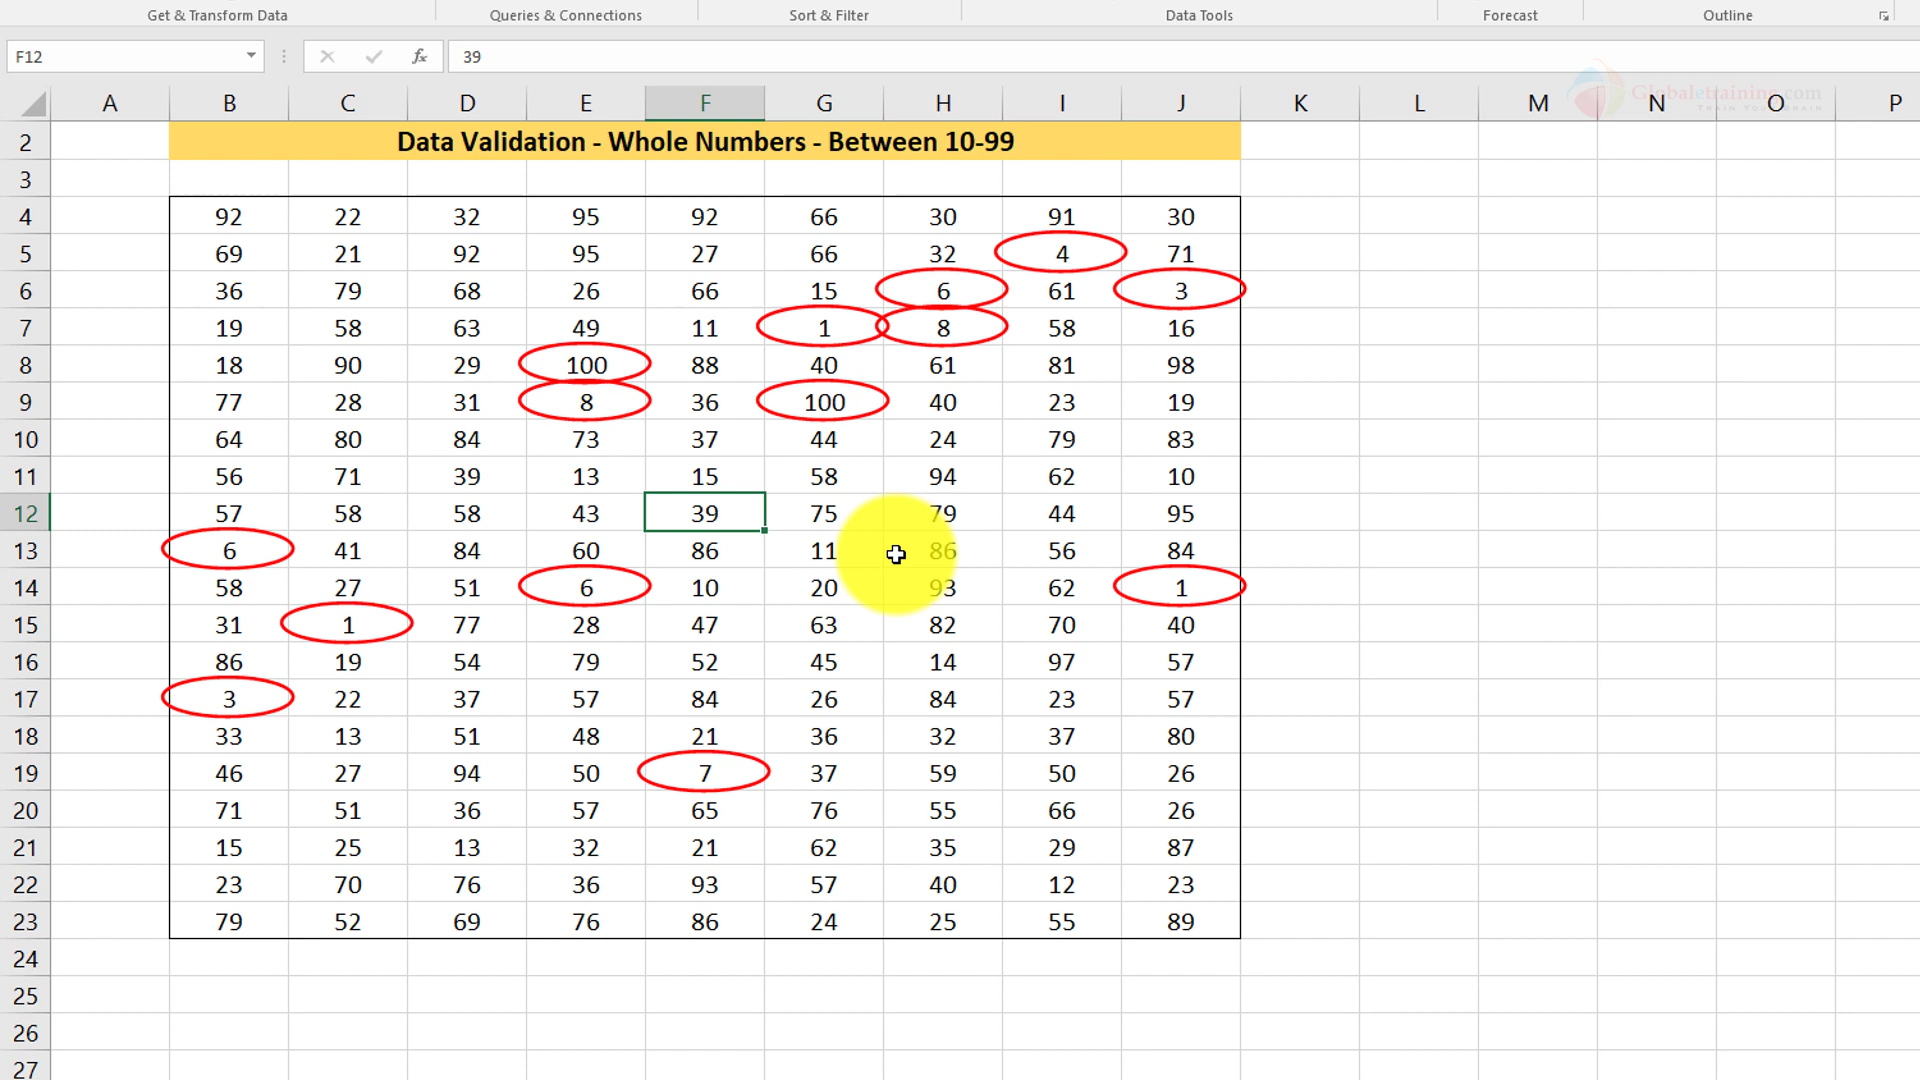 Get & Transform Data Queries & Connections Sort & Filter Data Tools Forecast Outline
F12 fx 39
Globaletraining.com
TRAIN YOUR BRAIN
A B C D E F G H I J K L M N O P
2 Data Validation - Whole Numbers - Between 10-99
3
4 92 22 32 95 92 66 30 91 30
5 69 21 92 95 27 66 32 4 71
6 36 79 68 26 66 15 6 61 3
7 19 58 63 49 11 1 8 58 16
8 18 90 29 100 88 40 61 81 98
9 77 28 31 8 36 100 40 23 19
10 64 80 84 73 37 44 24 79 83
11 56 71 39 13 15 58 94 62 10
12 57 58 58 43 39 75 79 44 95
13 6 41 84 60 86 11 86 56 84
14 58 27 51 6 10 20 93 62 1
15 31 1 77 28 47 63 82 70 40
16 86 19 54 79 52 45 14 97 57
17 3 22 37 57 84 26 84 23 57
18 33 13 51 48 21 36 32 37 80
19 46 27 94 50 7 37 59 50 26
20 71 51 36 57 65 76 55 66 26
21 15 25 13 32 21 62 35 29 87
22 23 70 76 36 93 57 40 12 23
23 79 52 69 76 86 24 25 55 89
24
25
26
27